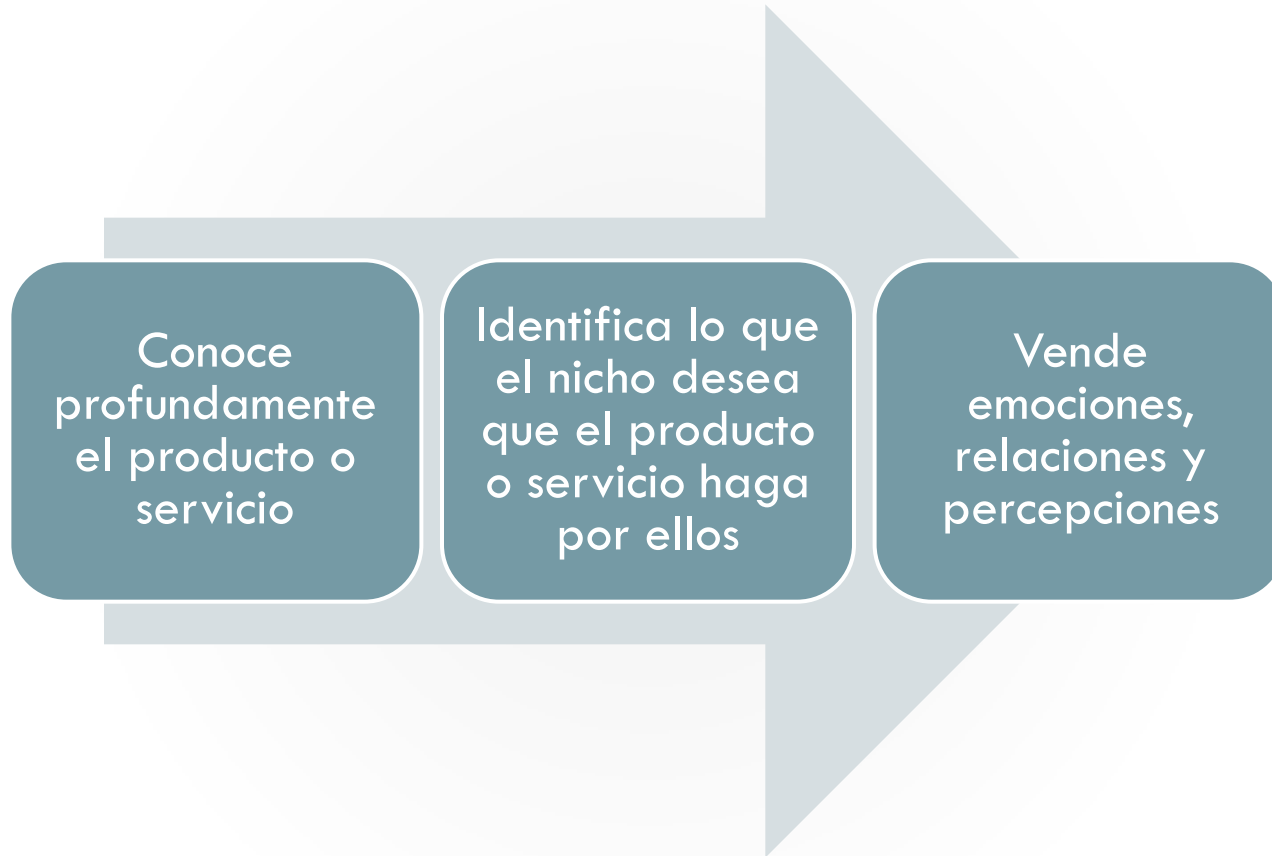 Conoce
profundamente
el producto o
servicio
Identifica lo que
el nicho desea
que el producto
o servicio haga
por ellos
Vende
emociones,
relaciones y
percepciones